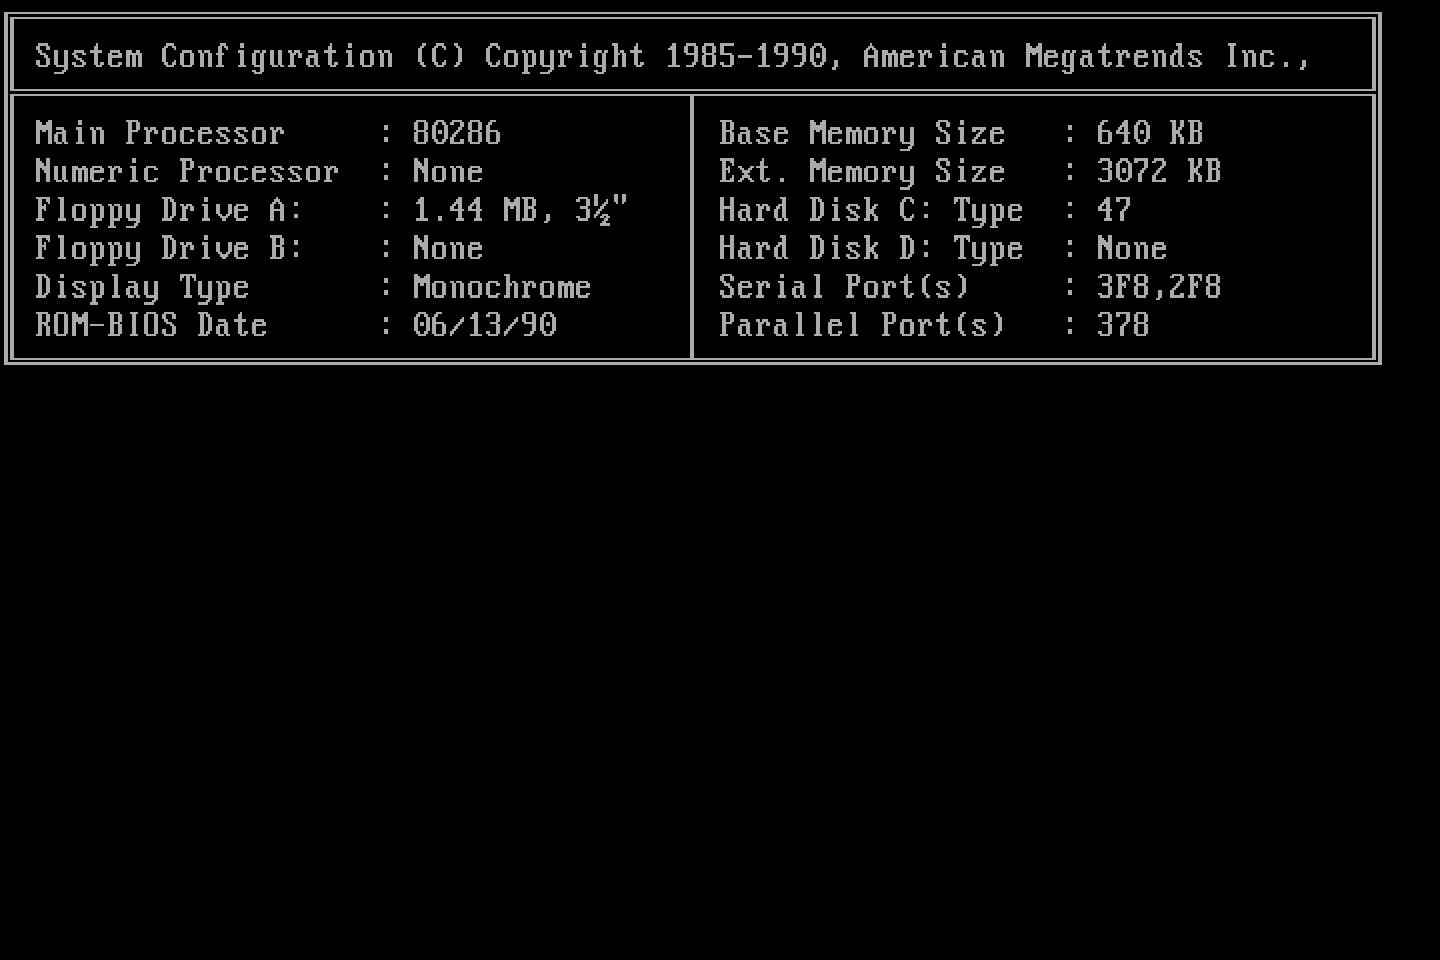 System Configuration (C) Copyright 1985-1990, American Megatrends Inc.,
Main Processor : 80286
Numeric Processor : None
Floppy Drive A: : 1.44 MB, 3½"
Floppy Drive B: : None
Display Type : Monochrome
ROM-BIOS Date : 06/13/90
Base Memory Size : 640 KB
Ext. Memory Size : 3072 KB
Hard Disk C: Type : 47
Hard Disk D: Type : None
Serial Port(s) : 3F8,2F8
Parallel Port(s) : 378